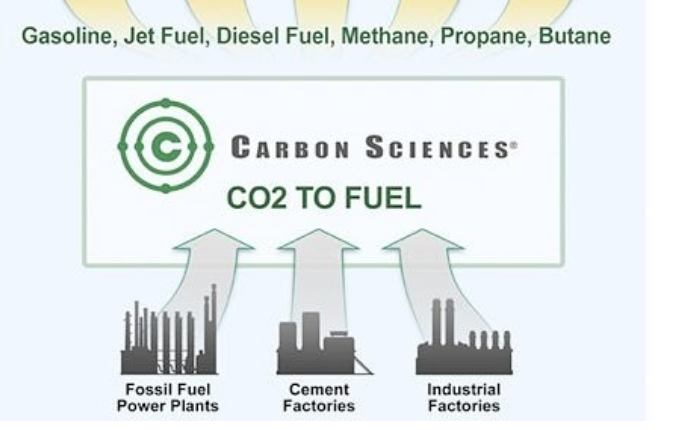 Gasoline, Jet Fuel, Diesel Fuel, Methane, Propane, Butane
C CARBON SCIENCES®
CO2 TO FUEL
Fossil Fuel Power Plants
Cement Factories
Industrial Factories